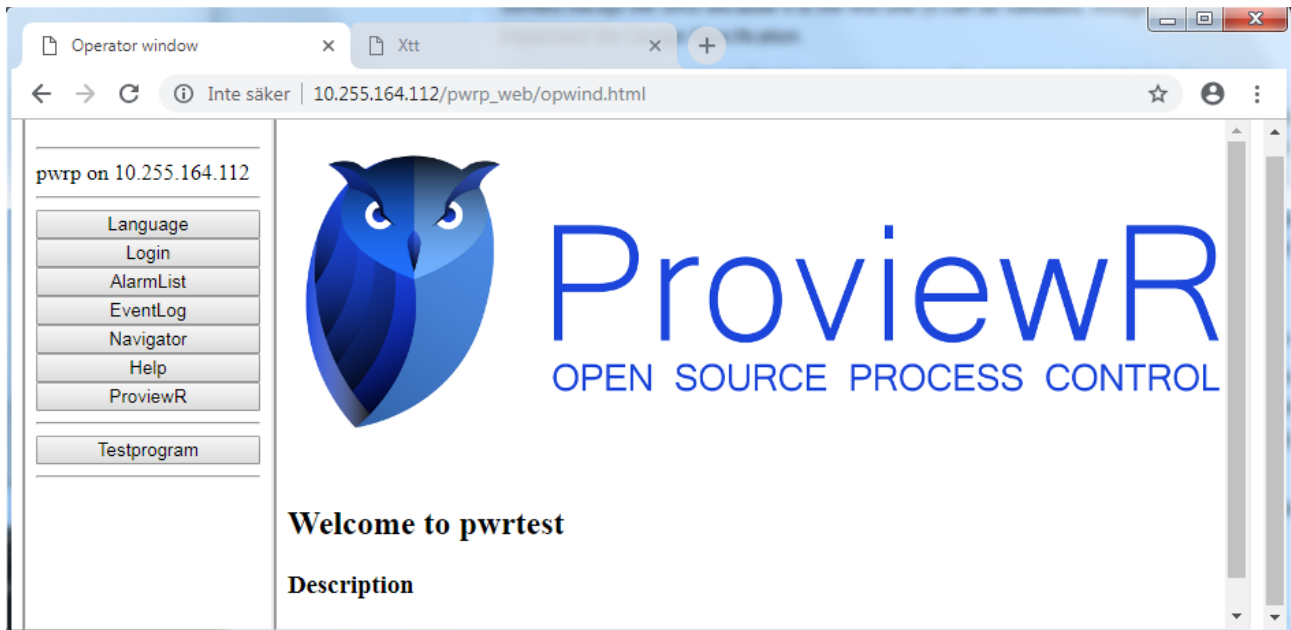 Operator window
Xtt
Inte säker | 10.255.164.112/pwrp_web/opwind.html
pwrp on 10.255.164.112
Language
Login
AlarmList
EventLog
Navigator
Help
ProviewR
Testprogram
ProviewR
OPEN SOURCE PROCESS CONTROL
Welcome to pwrtest
Description